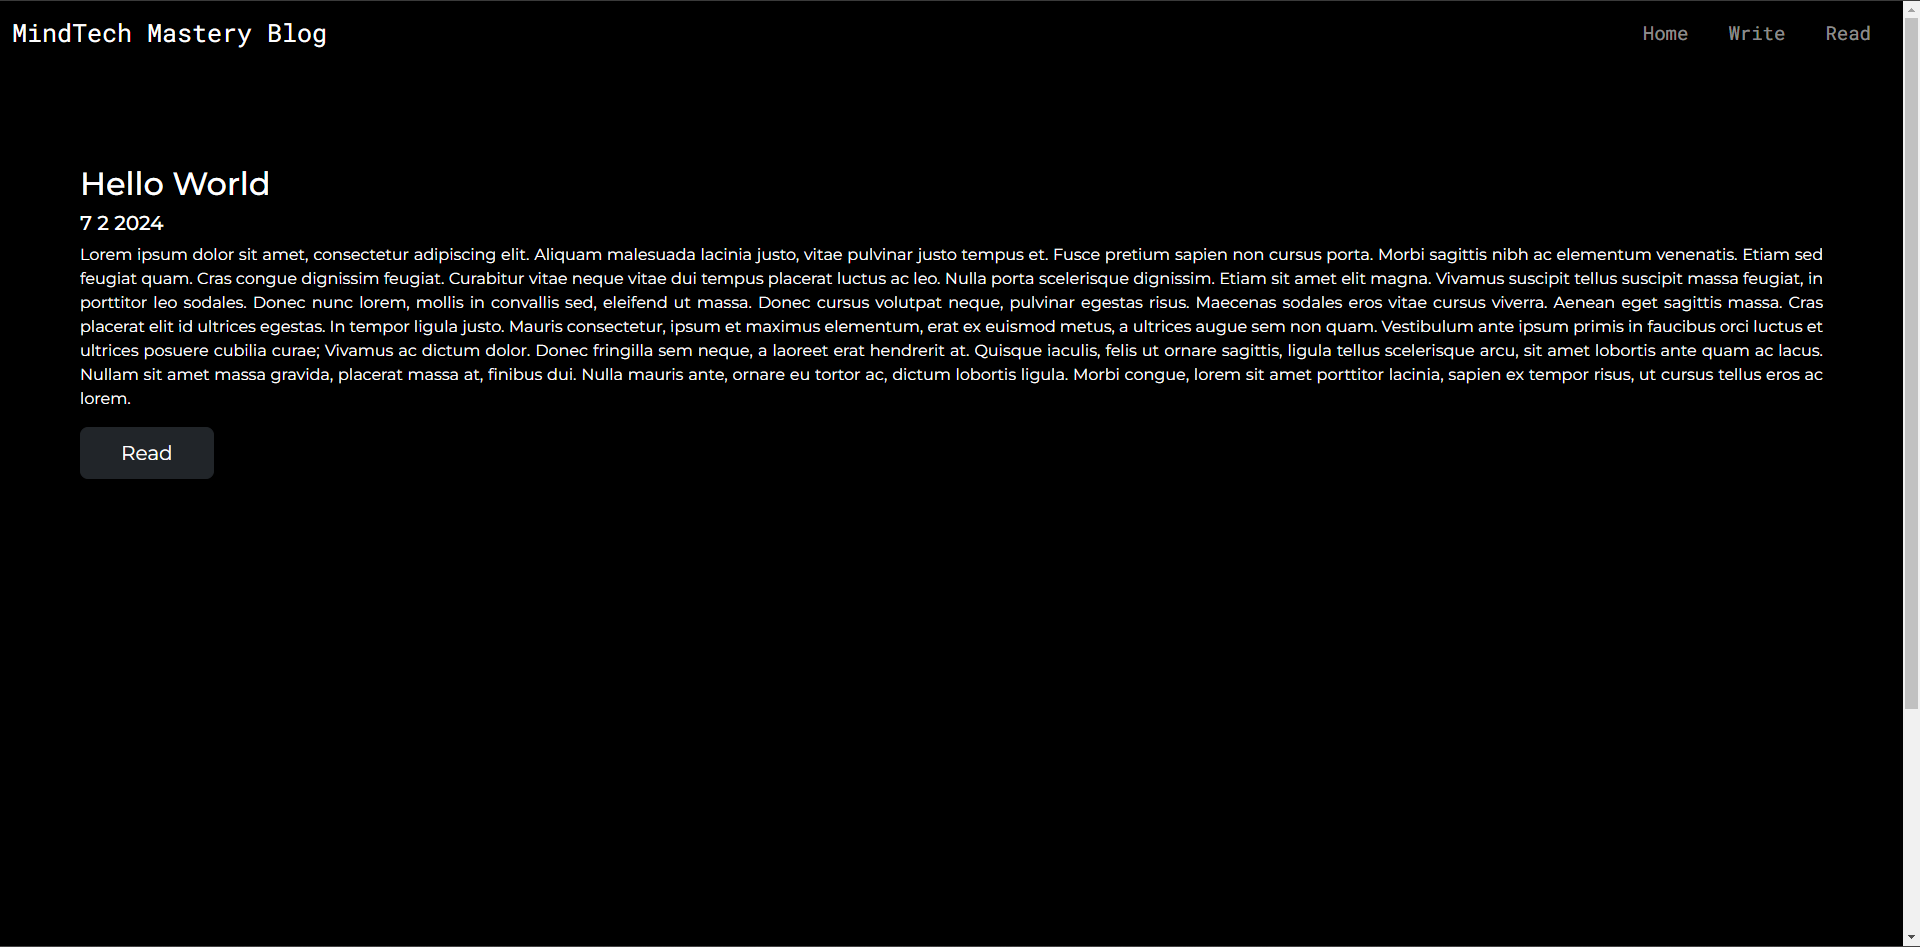 MindTech Mastery Blog
Home Write Read
Hello World
7 2 2024
Lorem ipsum dolor sit amet, consectetur adipiscing elit. Aliquam malesuada lacinia justo, vitae pulvinar justo tempus et. Fusce pretium sapien non cursus porta. Morbi sagittis nibh ac elementum venenatis. Etiam sed
feugiat quam. Cras congue dignissim feugiat. Curabitur vitae neque vitae dui tempus placerat luctus ac leo. Nulla porta scelerisque dignissim. Etiam sit amet elit magna. Vivamus suscipit tellus suscipit massa feugiat, in
porttitor leo sodales. Donec nunc lorem, mollis in convallis sed, eleifend ut massa. Donec cursus volutpat neque, pulvinar egestas risus. Maecenas sodales eros vitae cursus viverra. Aenean eget sagittis massa. Cras
placerat elit id ultrices egestas. In tempor ligula justo. Mauris consectetur, ipsum et maximus elementum, erat ex euismod metus, a ultrices augue sem non quam. Vestibulum ante ipsum primis in faucibus orci luctus et
ultrices posuere cubilia curae; Vivamus ac dictum dolor. Donec fringilla sem neque, a laoreet erat hendrerit at. Quisque iaculis, felis ut ornare sagittis, ligula tellus scelerisque arcu, sit amet lobortis ante quam ac lacus.
Nullam sit amet massa gravida, placerat massa at, finibus dui. Nulla mauris ante, ornare eu tortor ac, dictum lobortis ligula. Morbi congue, lorem sit amet porttitor lacinia, sapien ex tempor risus, ut cursus tellus eros ac
lorem.
Read